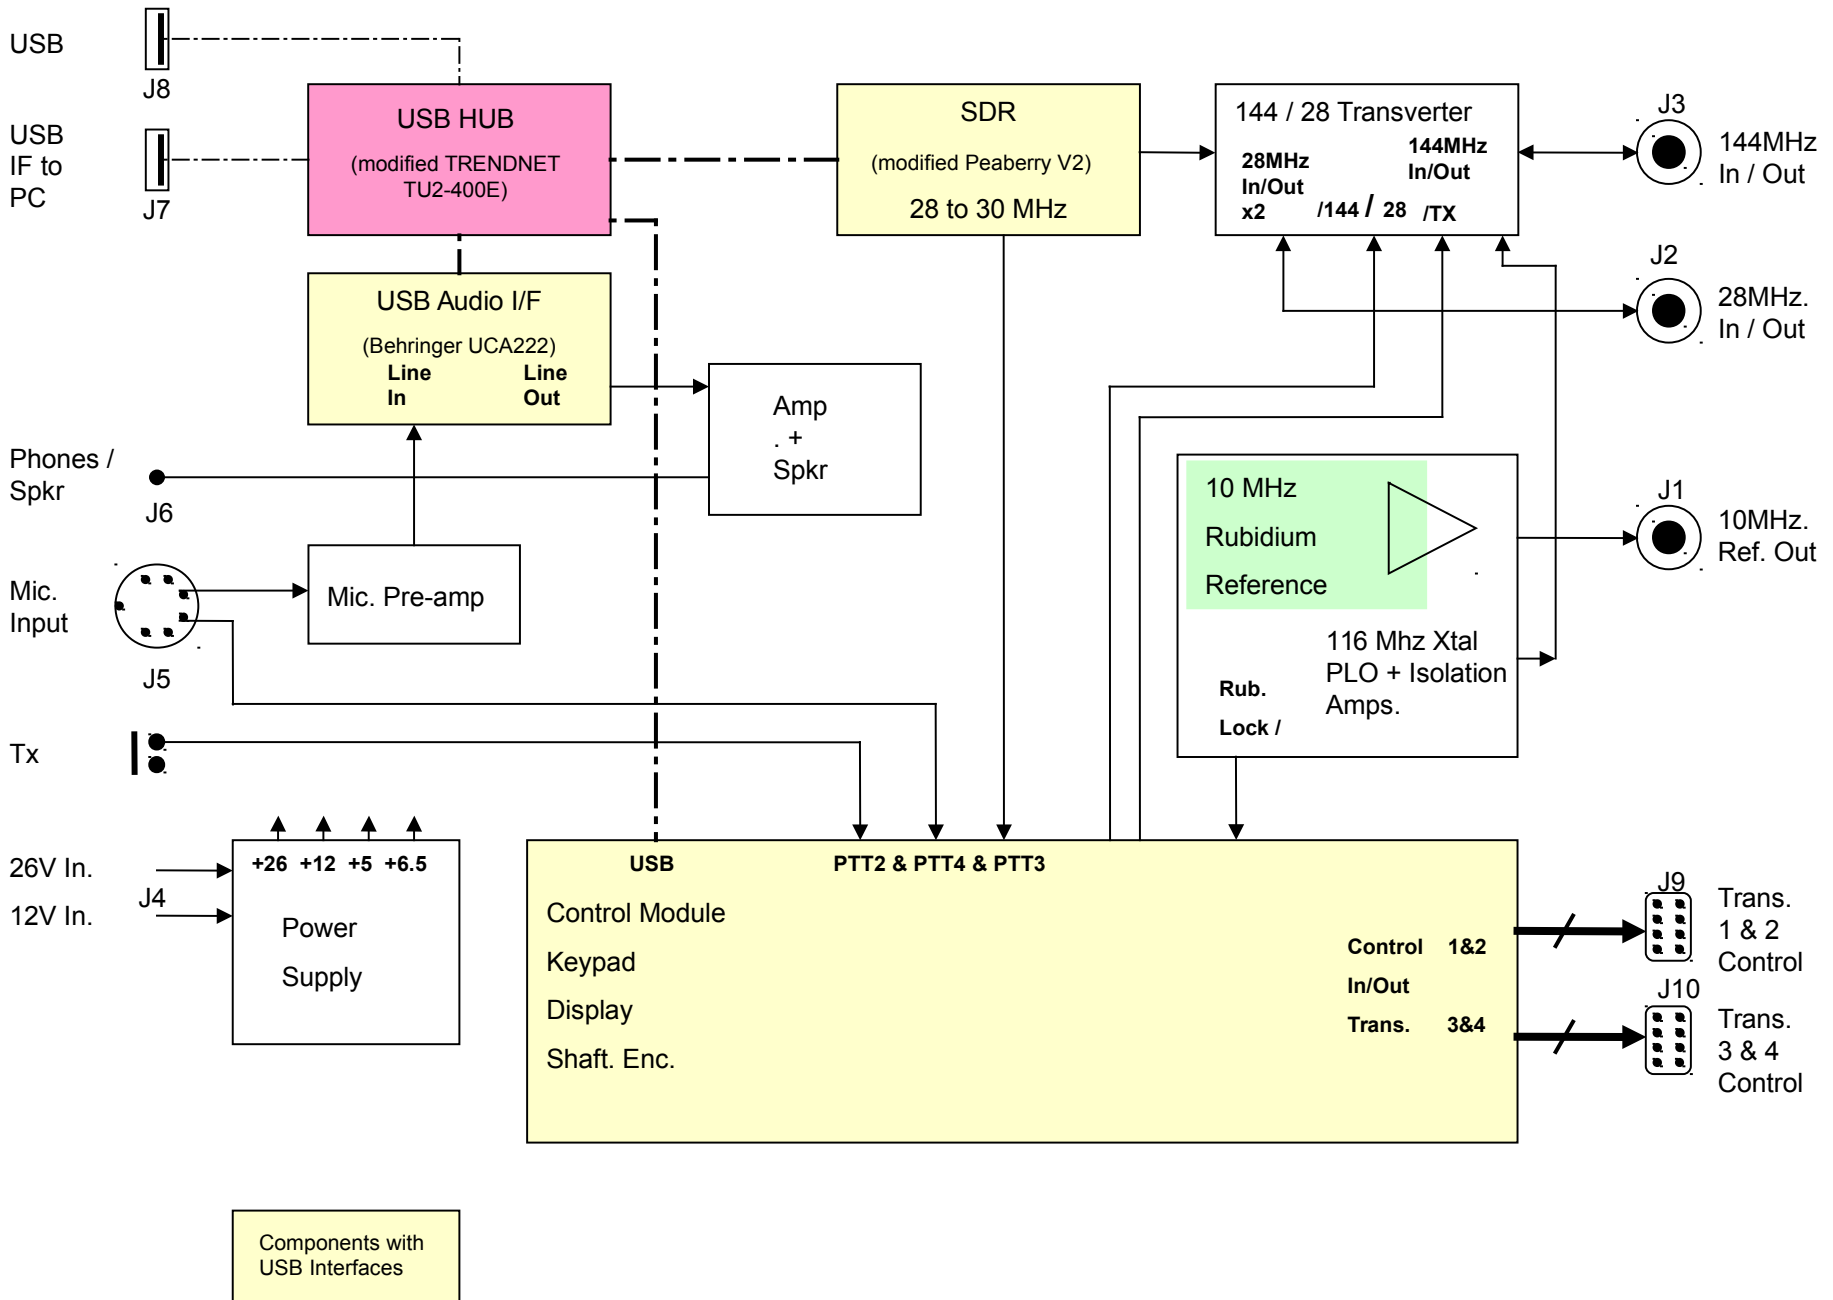 USB
J8
USB
IF to
PC
J7
USB HUB
(modified TRENDNET
TU2-400E)
SDR
(modified Peaberry V2)
28 to 30 MHz
144 / 28 Transverter
28MHz
In/Out
x2
144MHz
In/Out
/144 / 28 /TX
J3
144MHz
In / Out
J2
28MHz.
In / Out
USB Audio I/F
(Behringer UCA222)
Line
In
Line
Out
Amp
. +
Spkr
Phones /
Spkr
J6
Mic.
Input
J5
Mic. Pre-amp
10 MHz
Rubidium
Reference
116 Mhz Xtal
PLO + Isolation
Amps.
Rub.
Lock /
J1
10MHz.
Ref. Out
Tx
26V In.
12V In.
J4
+26 +12 +5 +6.5
Power
Supply
USB
PTT2 & PTT4 & PTT3
Control Module
Keypad
Display
Shaft. Enc.
Control 1&2
In/Out
Trans. 3&4
J9
Trans.
1 & 2
Control
J10
Trans.
3 & 4
Control
Components with
USB Interfaces